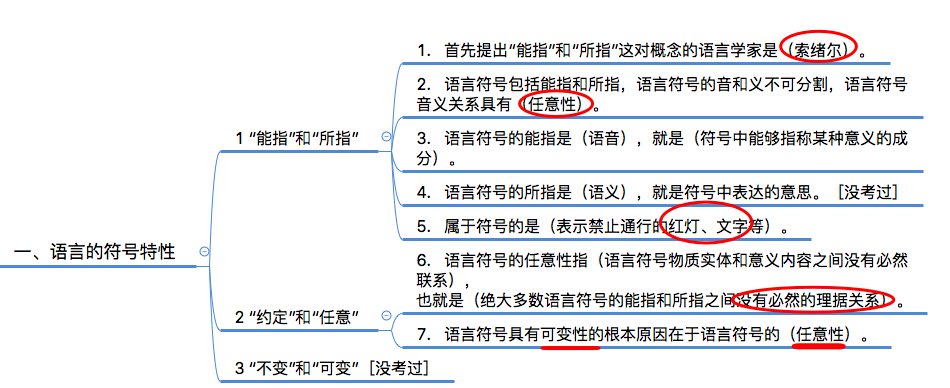 1．首先提出“能指”和“所指”这对概念的语言学家是（索绪尔）。
2．语言符号包括能指和所指，语言符号的音和义不可分割，语言符号
音义关系具有（任意性）。
1 “能指”和“所指”
3．语言符号的能指是（语音），就是（符号中能够指称某种意义的成
分）。
4．语言符号的所指是（语义），就是符号中表达的意思。［没考过］
5．属于符号的是（表示禁止通行的红灯、文字等）。
一、语言的符号特性
6．语言符号的任意性指（语言符号物质实体和意义内容之间没有必然
联系），
也就是（绝大多数语言符号的能指和所指之间没有必然的理据关系）。
2 “约定”和“任意”
7．语言符号具有可变性的根本原因在于语言符号的（任意性）。
3 “不变”和“可变”［没考过］